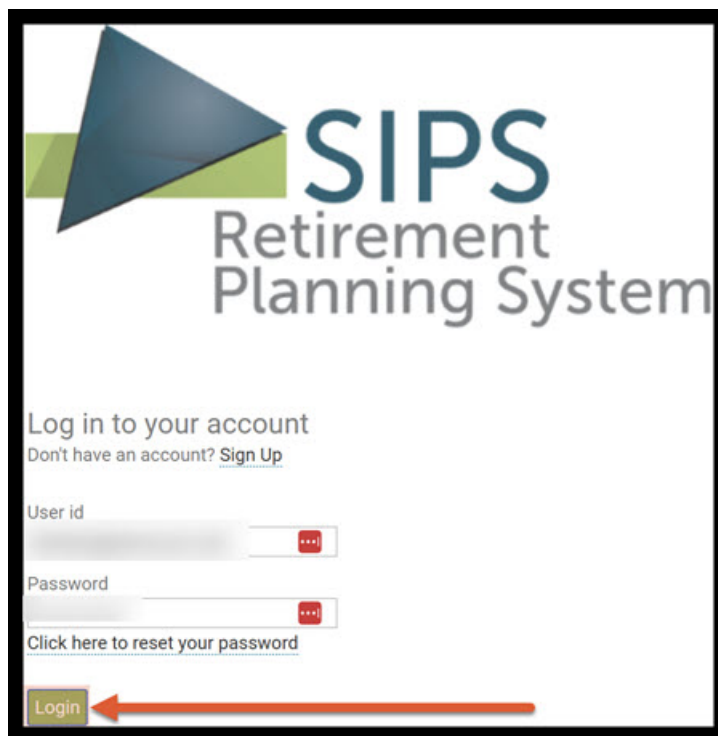 SIPS
Retirement
Planning System
Log in to your account
Don't have an account? Sign Up
User id
Password
Click here to reset your password
Login